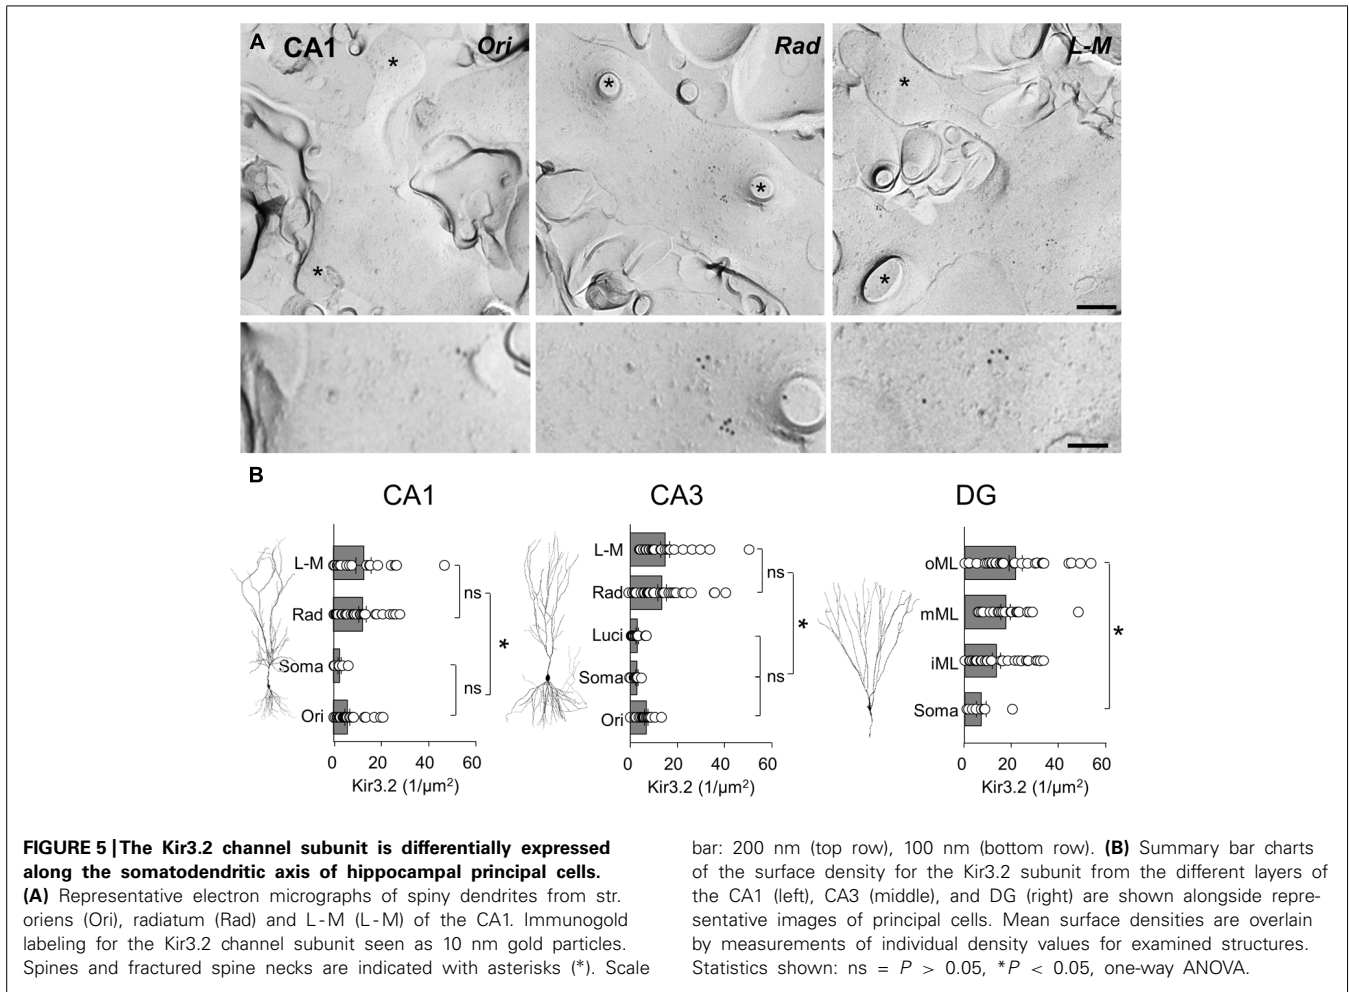 A
CA1
Ori
*
*
Rad
*
*
L-M
*
*
B
CA1
L-M
Rad
Soma
Ori
ns
ns
*
0 20 40 60
Kir3.2 (1/µm²)
CA3
L-M
Rad
Luci
Soma
Ori
ns
ns
*
0 20 40 60
Kir3.2 (1/µm²)
DG
oML
mML
iML
Soma
*
0 20 40 60
Kir3.2 (1/µm²)
FIGURE 5 | The Kir3.2 channel subunit is differentially expressed
along the somatodendritic axis of hippocampal principal cells.
(A) Representative electron micrographs of spiny dendrites from str.
oriens (Ori), radiatum (Rad) and L-M (L-M) of the CA1. Immunogold
labeling for the Kir3.2 channel subunit seen as 10 nm gold particles.
Spines and fractured spine necks are indicated with asterisks (*). Scale
bar: 200 nm (top row), 100 nm (bottom row). (B) Summary bar charts
of the surface density for the Kir3.2 subunit from the different layers of
the CA1 (left), CA3 (middle), and DG (right) are shown alongside repre-
sentative images of principal cells. Mean surface densities are overlain
by measurements of individual density values for examined structures.
Statistics shown: ns = P > 0.05, *P < 0.05, one-way ANOVA.